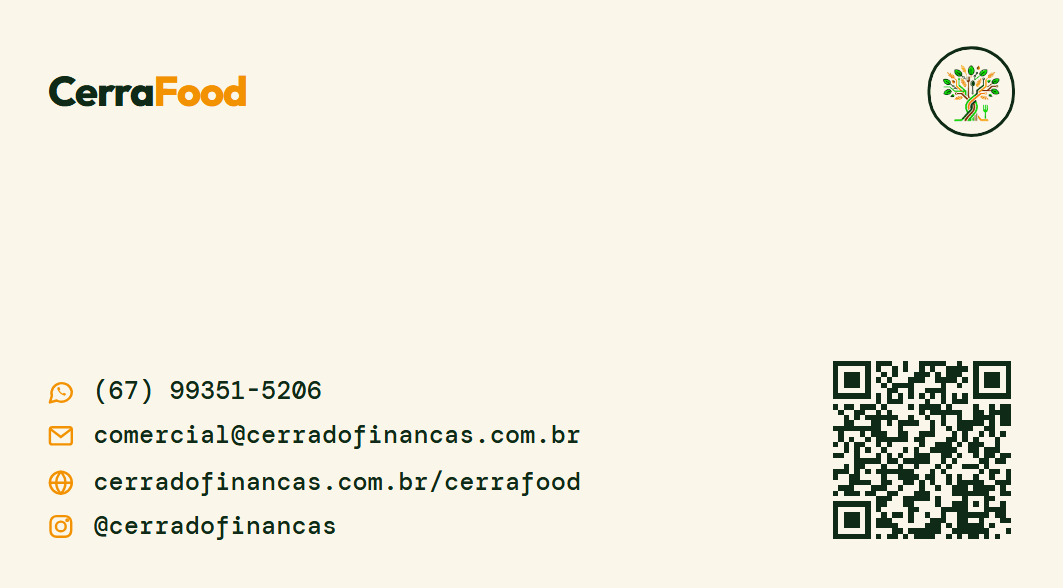 CerraFood
(67) 99351-5206
comercial@cerradofinancas.com.br
cerradofinancas.com.br/cerrafood
@cerradofinancas